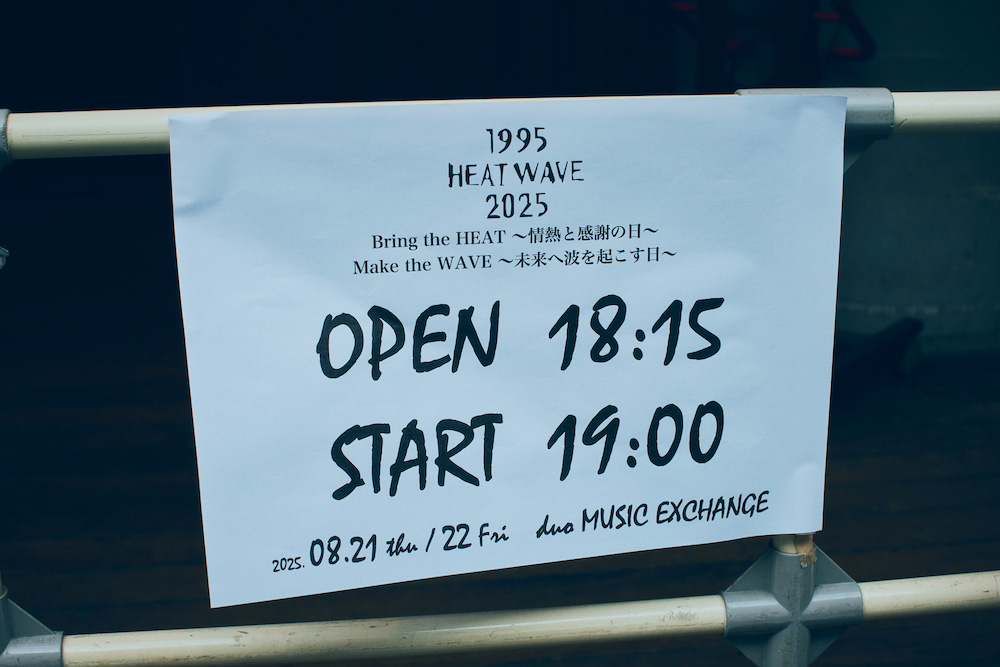 1995
HEAT WAVE
2025
Bring the HEAT 〜情熱と感謝の日〜
Make the WAVE 〜未来へ波を起こす日〜
OPEN 18:15
START 19:00
2025. 08.21 thu / 22 Fri duo MUSIC EXCHANGE